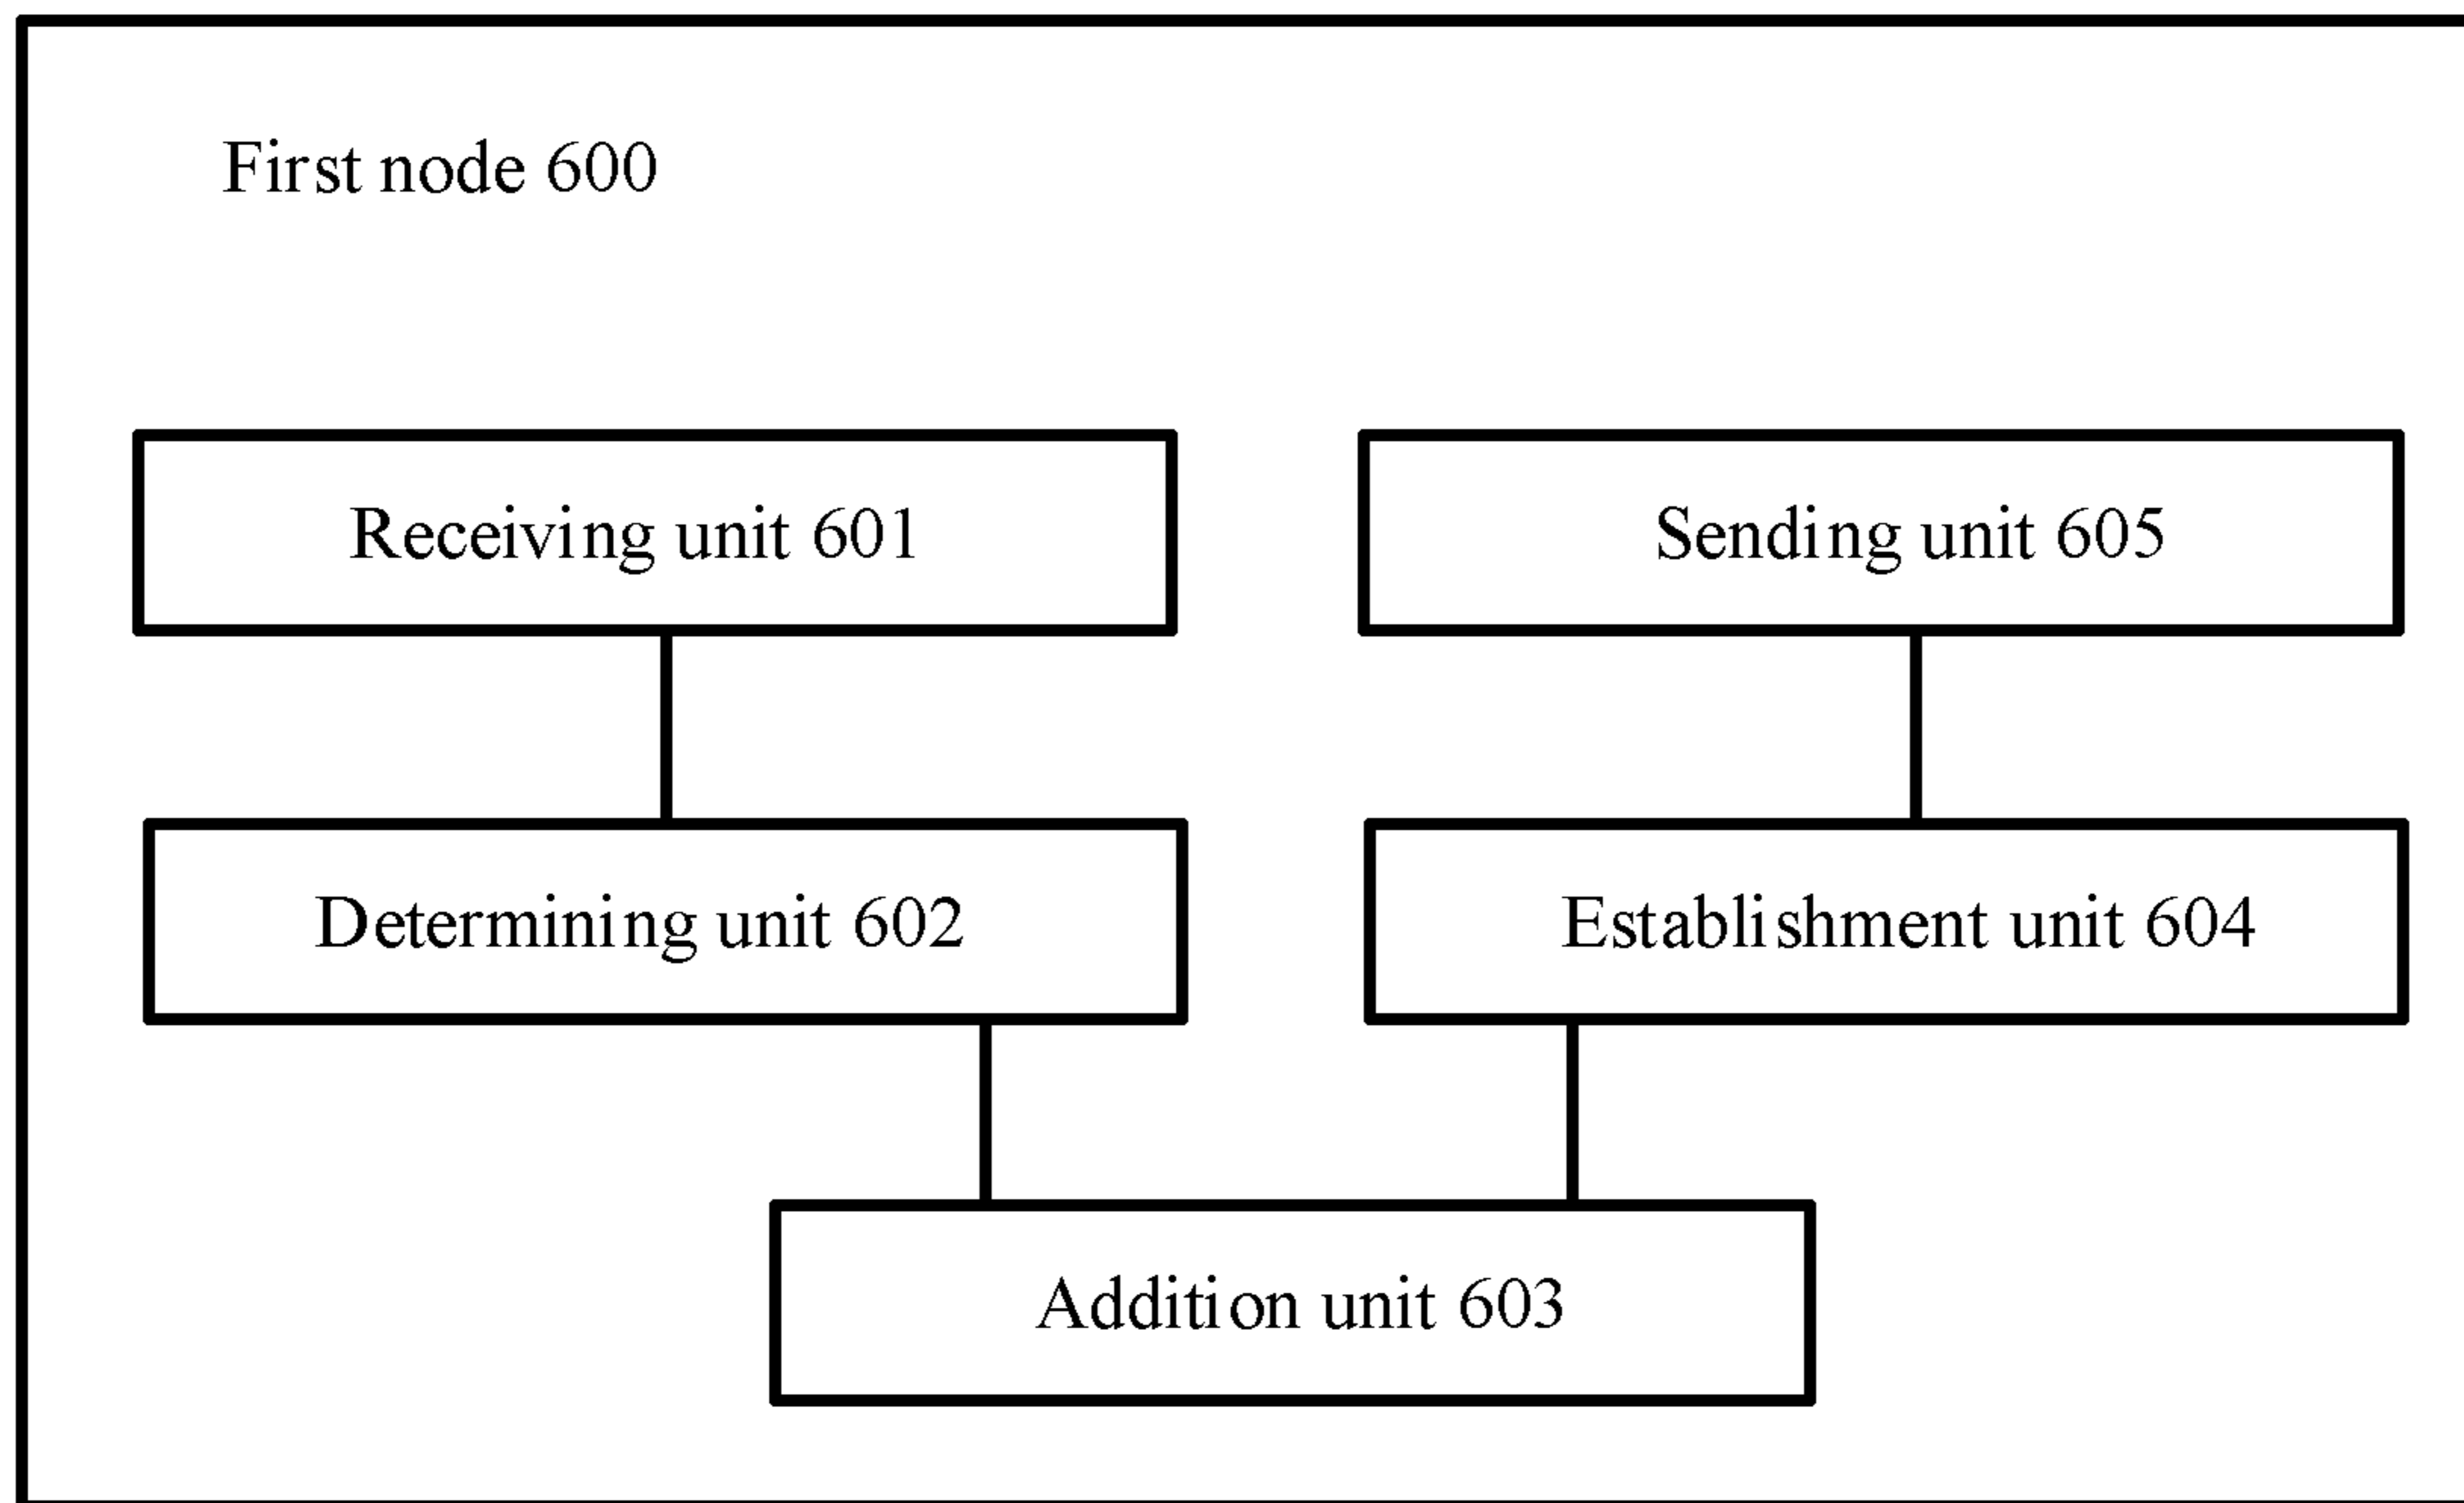 First node 600
Receiving unit 601
Sending unit 605
Determining unit 602
Establishment unit 604
Addition unit 603